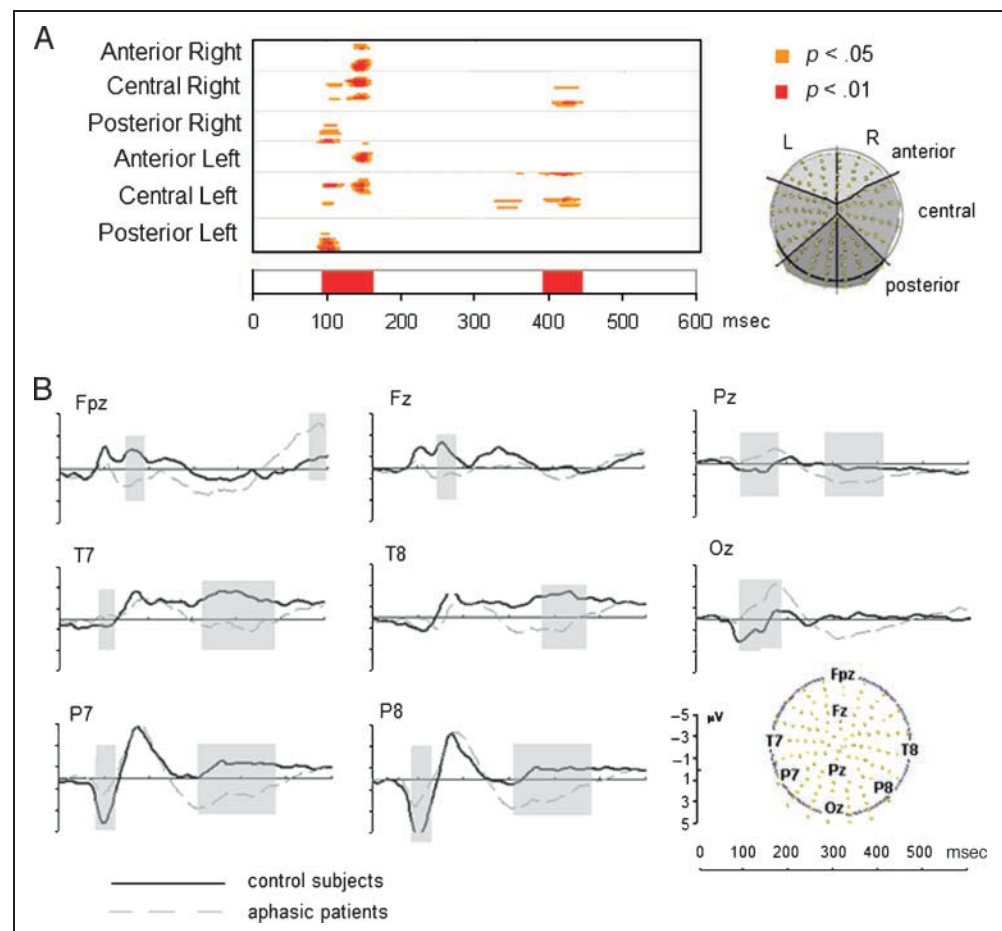 A
Anterior Right
Central Right
Posterior Right
Anterior Left
Central Left
Posterior Left
p < .05
p < .01
L R
anterior
central
posterior
0 100 200 300 400 500 600 msec
B
Fpz Fz Pz
T7 T8 Oz
P7 P8
Fpz
Fz
T7 T8
P7 Pz P8
Oz
−5 µV
−3
−1
1
3
5
0 100 200 300 400 500 msec
control subjects
aphasic patients